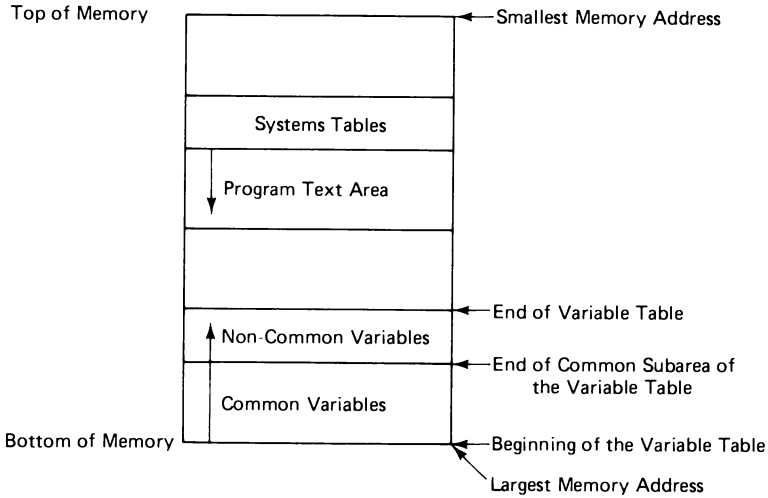 Top of Memory
Smallest Memory Address
Systems Tables
Program Text Area
End of Variable Table
Non-Common Variables
End of Common Subarea of
the Variable Table
Common Variables
Bottom of Memory
Beginning of the Variable Table
Largest Memory Address